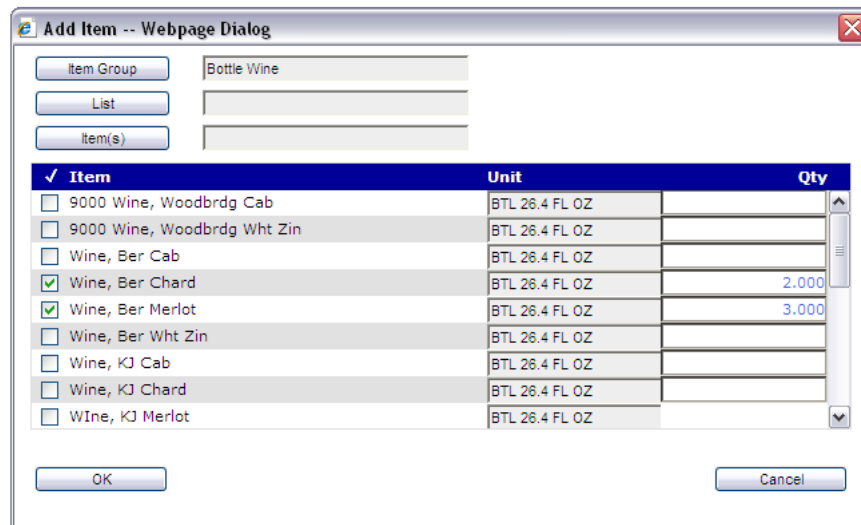 Add Item -- Webpage Dialog
Item Group Bottle Wine
List
Item(s)
✓ Item Unit Qty
9000 Wine, Woodbrdg Cab BTL 26.4 FL OZ
9000 Wine, Woodbrdg Wht Zin BTL 26.4 FL OZ
Wine, Ber Cab BTL 26.4 FL OZ
Wine, Ber Chard BTL 26.4 FL OZ 2.000
Wine, Ber Merlot BTL 26.4 FL OZ 3.000
Wine, Ber Wht Zin BTL 26.4 FL OZ
Wine, KJ Cab BTL 26.4 FL OZ
Wine, KJ Chard BTL 26.4 FL OZ
WIne, KJ Merlot BTL 26.4 FL OZ
OK Cancel